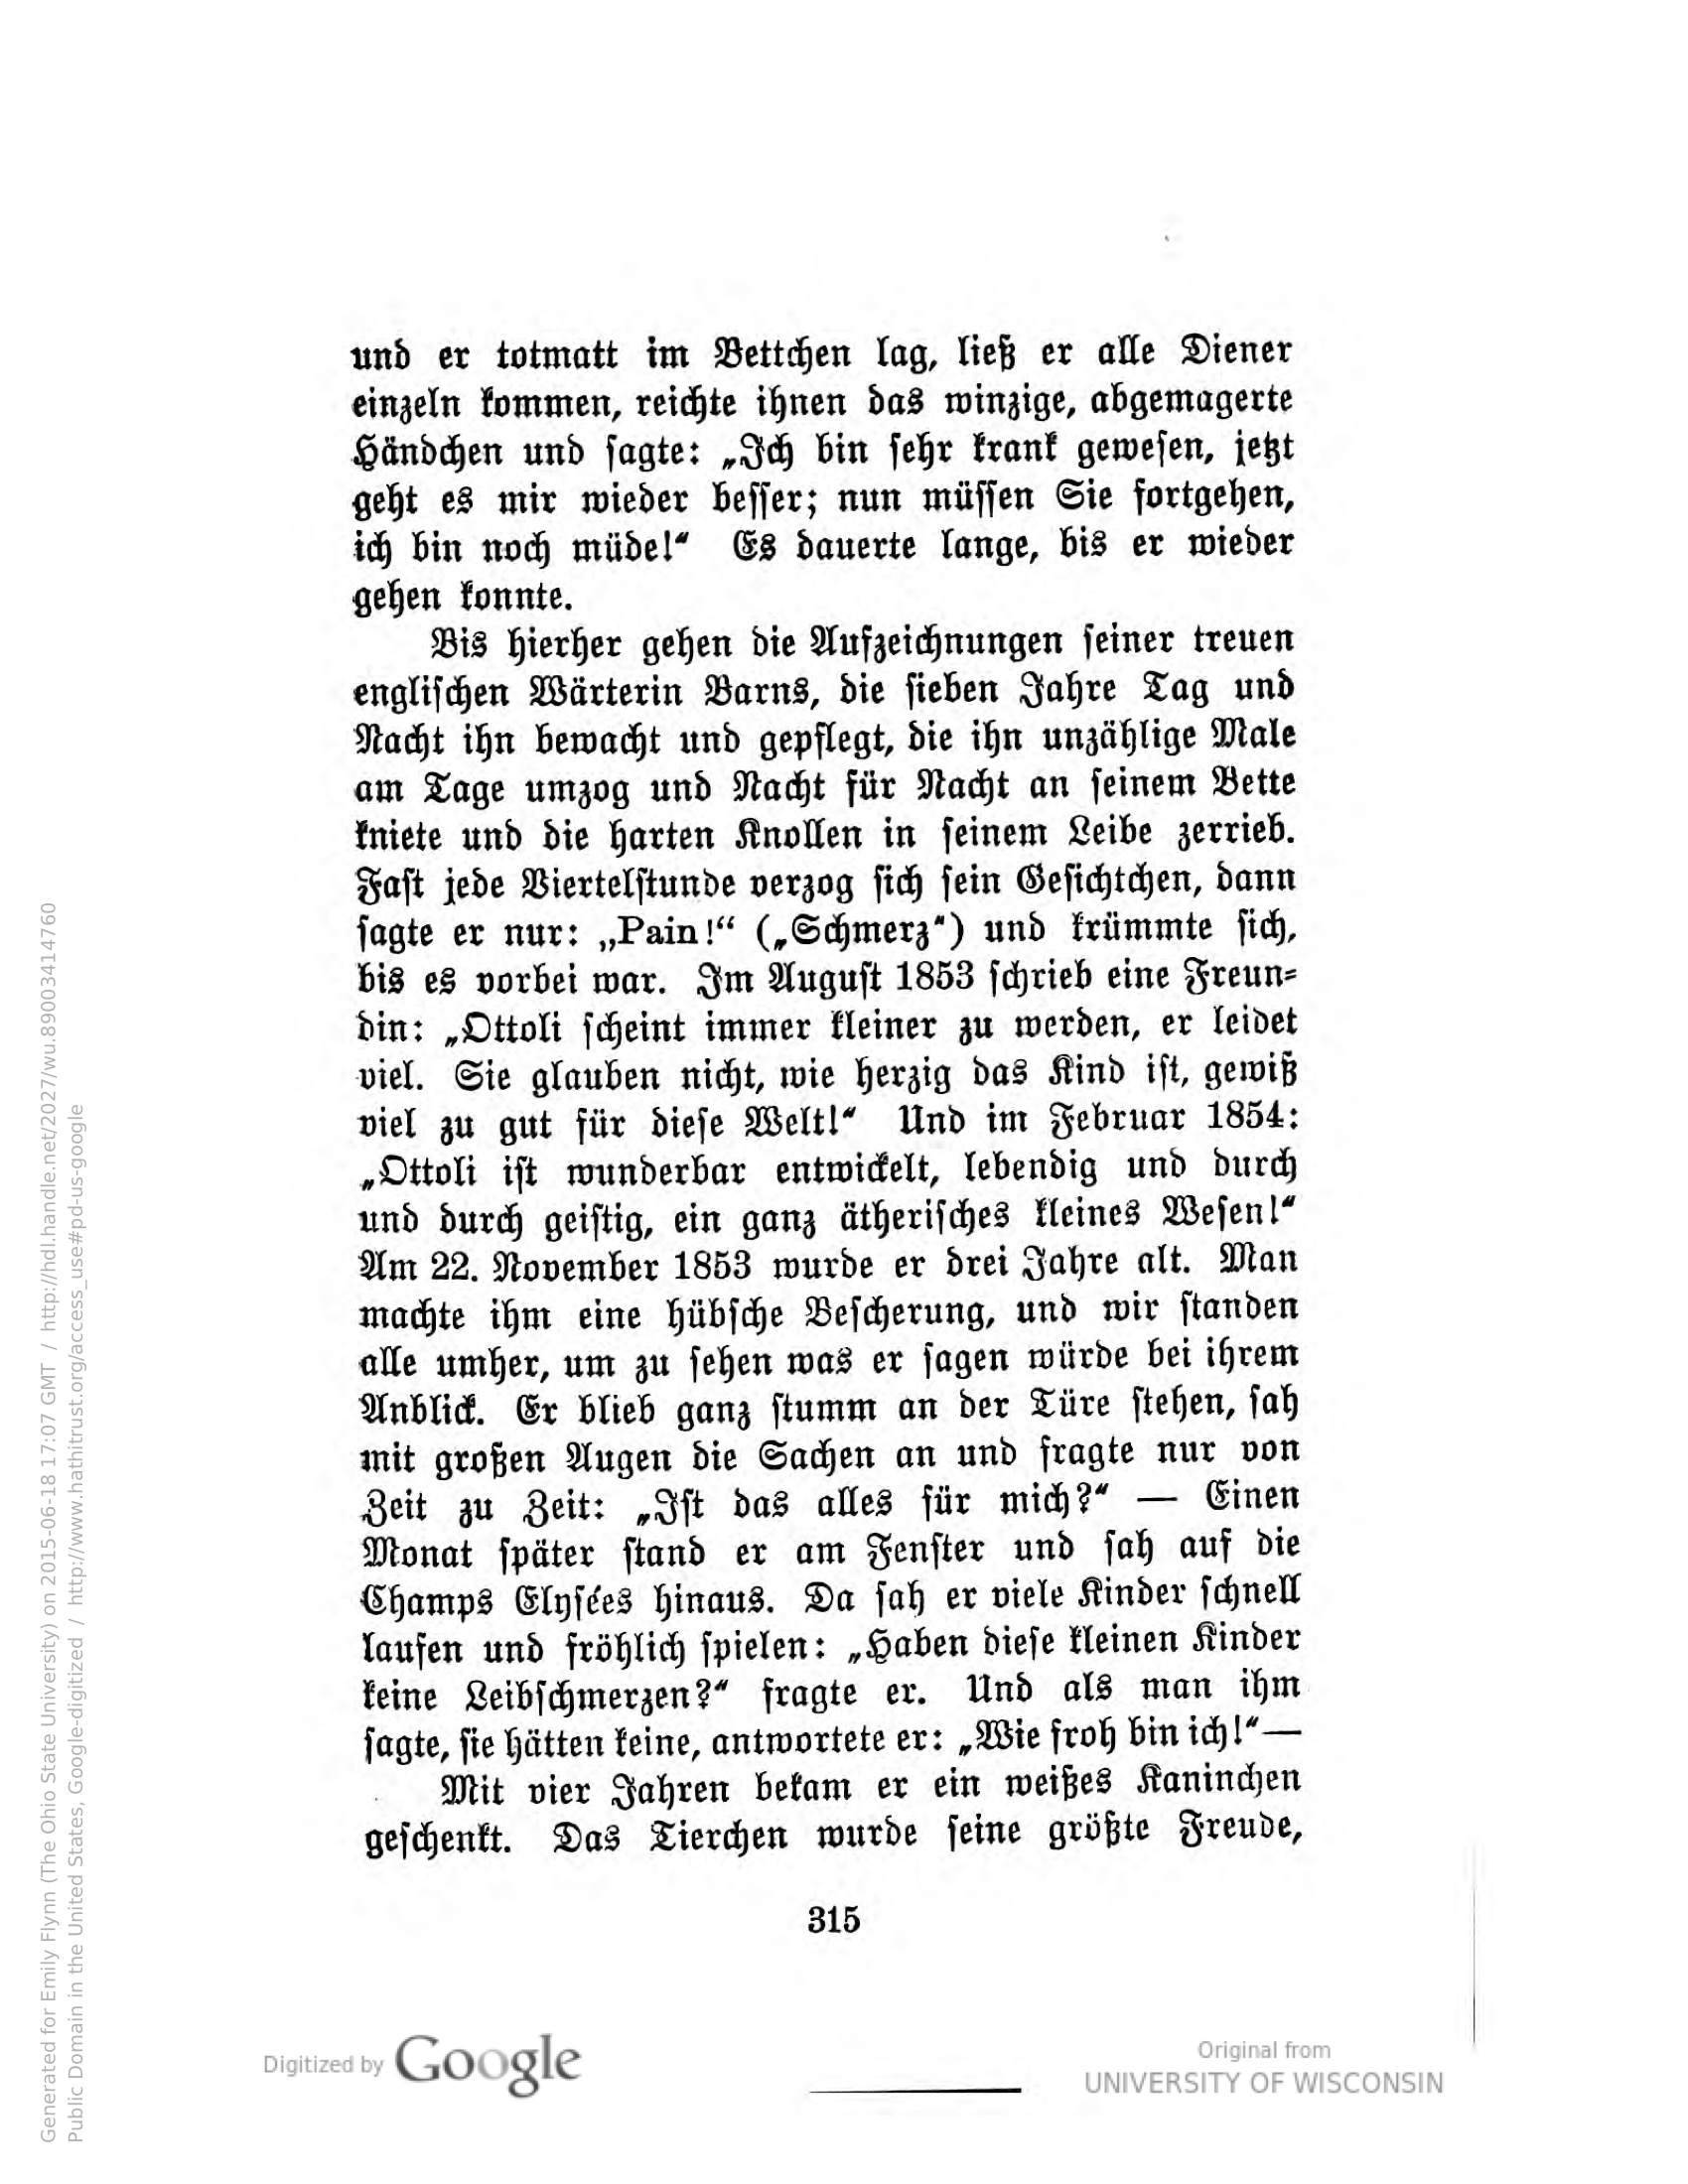 und er totmatt im Bettchen lag, ließ er alle Diener
einzeln kommen, reichte ihnen das winzige, abgemagerte
Händchen und sagte: „Ich bin sehr krank gewesen, jetzt
geht es mir wieder besser; nun müssen Sie fortgehen,
ich bin noch müde!“ Es dauerte lange, bis er wieder
gehen konnte.
Bis hierher gehen die Aufzeichnungen seiner treuen
englischen Wärterin Barns, die sieben Jahre Tag und
Nacht ihn bewacht und gepflegt, die ihn unzählige Male
am Tage umzog und Nacht für Nacht an seinem Bette
kniete und die harten Knollen in seinem Leibe zerrieb.
Fast jede Viertelstunde verzog sich sein Gesichtchen, dann
sagte er nur: „Pain!“ („Schmerz“) und krümmte sich,
bis es vorbei war. Im August 1853 schrieb eine Freun-
din: „Ottoli scheint immer kleiner zu werden, er leidet
viel. Sie glauben nicht, wie herzig das Kind ist, gewiß
viel zu gut für diese Welt!“ Und im Februar 1854:
„Ottoli ist wunderbar entwickelt, lebendig und durch
und durch geistig, ein ganz ätherisches kleines Wesen!“
Am 22. November 1853 wurde er drei Jahre alt. Man
machte ihm eine hübsche Bescherung, und wir standen
alle umher, um zu sehen was er sagen würde bei ihrem
Anblick. Er blieb ganz stumm an der Türe stehen, sah
mit großen Augen die Sachen an und fragte nur von
Zeit zu Zeit: „Ist das alles für mich?“ — Einen
Monat später stand er am Fenster und sah auf die
Champs Elysées hinaus. Da sah er viele Kinder schnell
laufen und fröhlich spielen: „Haben diese kleinen Kinder
keine Leibschmerzen?“ fragte er. Und als man ihm
sagte, sie hätten keine, antwortete er: „Wie froh bin ich!“—
Mit vier Jahren bekam er ein weißes Kaninchen
geschenkt. Das Tierchen wurde seine größte Freude,
315
Digitized by Google
Original from
UNIVERSITY OF WISCONSIN
Generated for Emily Flynn (The Ohio State University) on 2015-06-18 17:07 GMT / http://hdl.handle.net/2027/wu.89003414760
Public Domain in the United States, Google-digitized / http://www.hathitrust.org/access_use#pd-us-google